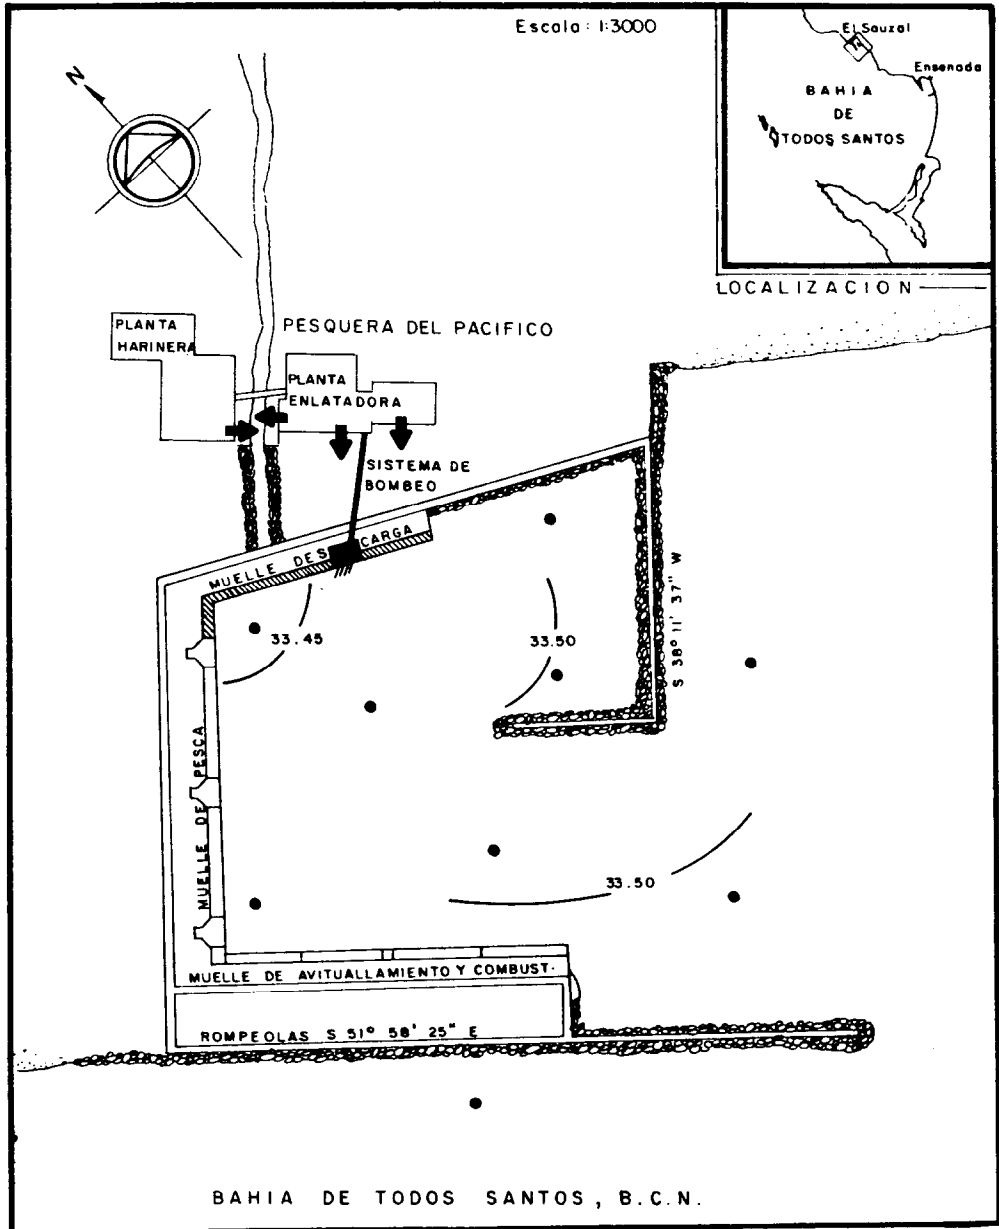 Escala : 1:3000
El Sauzal
Ensenada
BAHIA
DE
TODOS SANTOS
LOCALIZACION
N
PESQUERA DEL PACIFICO
PLANTA
HARINERA
PLANTA
ENLATADORA
SISTEMA DE
BOMBEO
MUELLE DESCARGA
33.45
33.50
S 38° 11' 37" W
MUELLE DE PESCA
33.50
MUELLE DE AVITUALLAMIENTO Y COMBUST.
ROMPEOLAS S 51° 58' 25" E
BAHIA DE TODOS SANTOS, B.C.N.